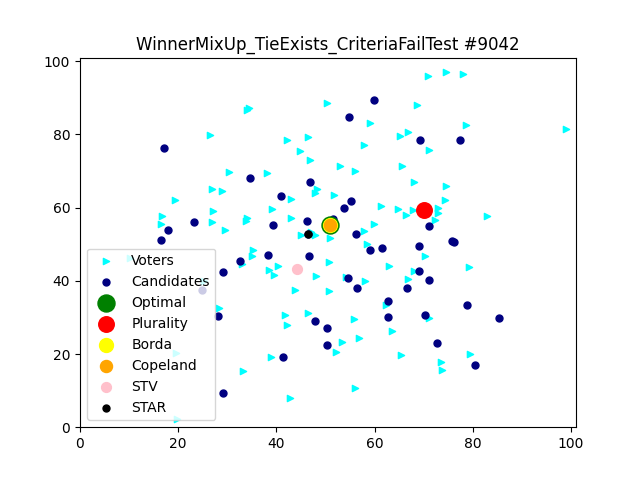 WinnerMixUp_TieExists_CriteriaFailTest #9042
100
80
60
40
20
0
Voters
Candidates
Optimal
Plurality
Borda
Copeland
STV
STAR
0 20 40 60 80 100